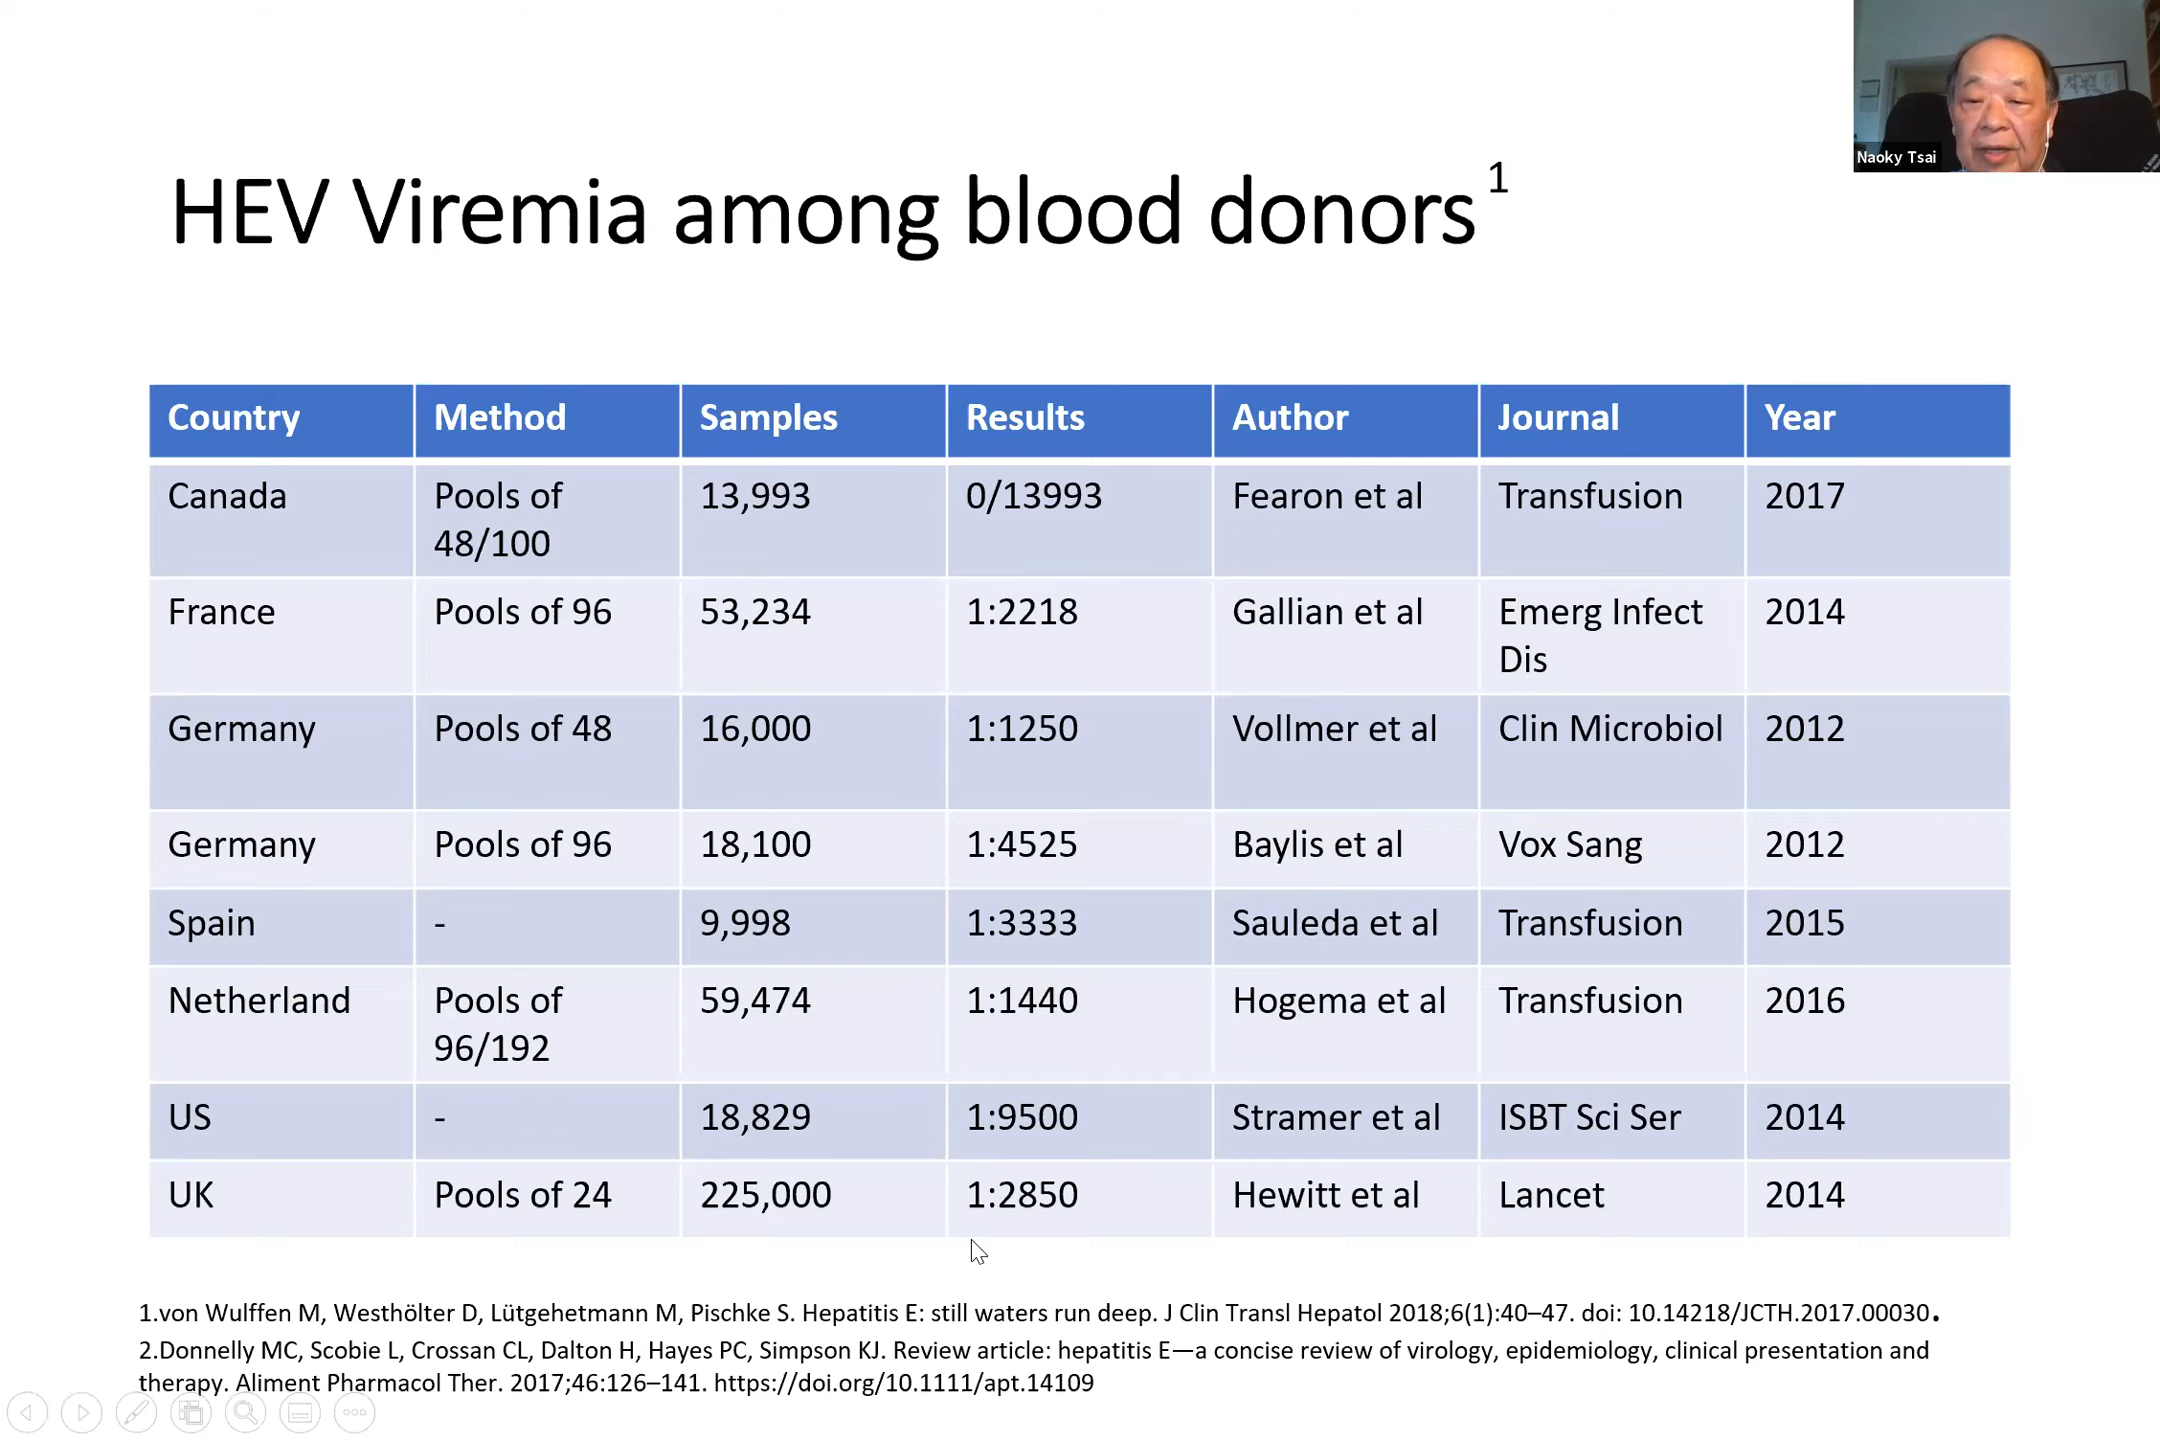 Naoky Tsai
HEV Viremia among blood donors1
Country Method Samples Results Author Journal Year
Canada Pools of 13,993 0/13993 Fearon et al Transfusion 2017
48/100
France Pools of 96 53,234 1:2218 Gallian et al Emerg Infect 2014
Dis
Germany Pools of 48 16,000 1:1250 Vollmer et al Clin Microbiol 2012
Germany Pools of 96 18,100 1:4525 Baylis et al Vox Sang 2012
Spain - 9,998 1:3333 Sauleda et al Transfusion 2015
Netherland Pools of 59,474 1:1440 Hogema et al Transfusion 2016
96/192
US - 18,829 1:9500 Stramer et al ISBT Sci Ser 2014
UK Pools of 24 225,000 1:2850 Hewitt et al Lancet 2014
1.von Wulffen M, Westhölter D, Lütgehetmann M, Pischke S. Hepatitis E: still waters run deep. J Clin Transl Hepatol 2018;6(1):40–47. doi: 10.14218/JCTH.2017.00030.
2.Donnelly MC, Scobie L, Crossan CL, Dalton H, Hayes PC, Simpson KJ. Review article: hepatitis E—a concise review of virology, epidemiology, clinical presentation and
therapy. Aliment Pharmacol Ther. 2017;46:126–141. https://doi.org/10.1111/apt.14109